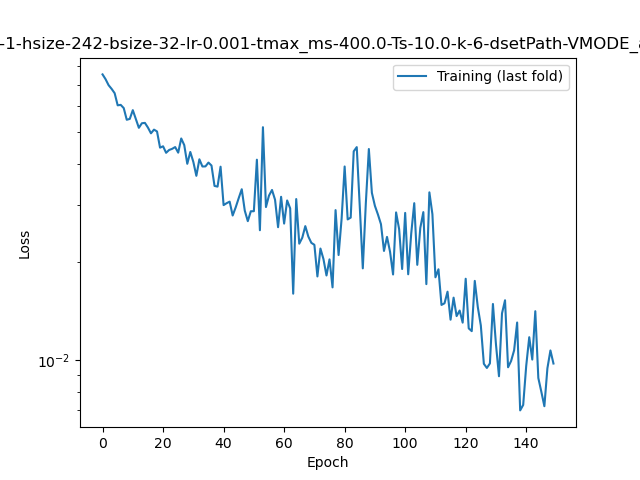 -1-hsize-242-bsize-32-lr-0.001-tmax_ms-400.0-Ts-10.0-k-6-dsetPath-VMODE_
Training (last fold)
Loss
10⁻²
0 20 40 60 80 100 120 140
Epoch